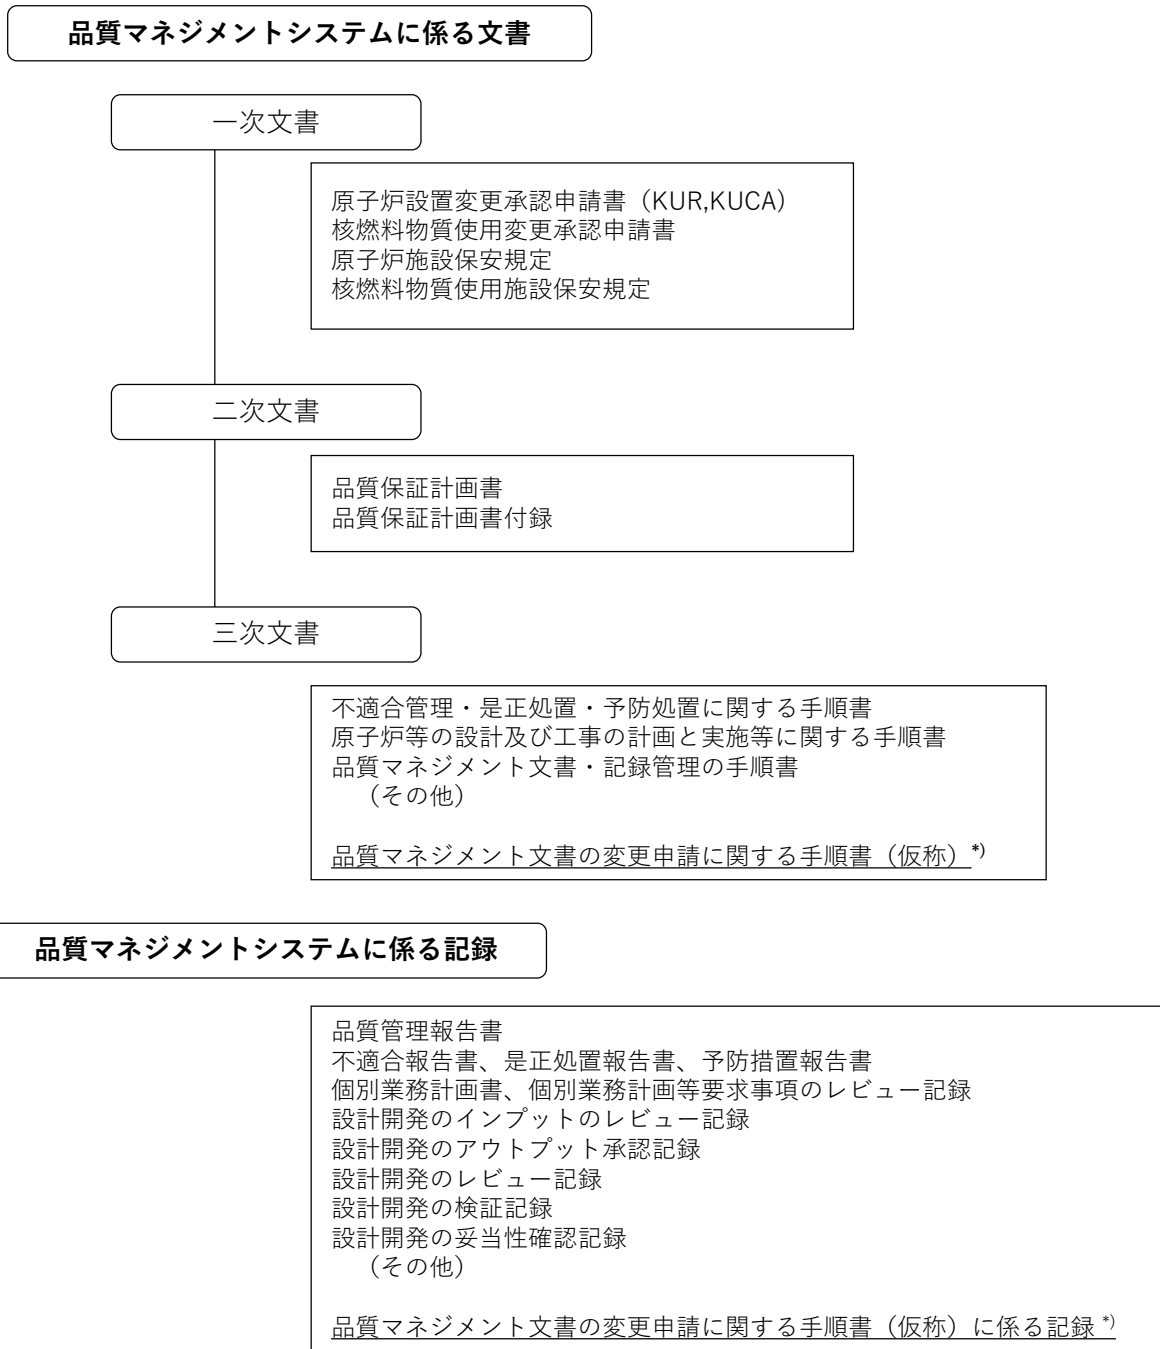 品質マネジメントシステムに係る文書
一次文書
原子炉設置変更承認申請書（KUR,KUCA）
核燃料物質使用変更承認申請書
原子炉施設保安規定
核燃料物質使用施設保安規定
二次文書
品質保証計画書
品質保証計画書付録
三次文書
不適合管理・是正処置・予防処置に関する手順書
原子炉等の設計及び工事の計画と実施等に関する手順書
品質マネジメント文書・記録管理の手順書
（その他）
品質マネジメント文書の変更申請に関する手順書（仮称）*)
品質マネジメントシステムに係る記録
品質管理報告書
不適合報告書、是正処置報告書、予防措置報告書
個別業務計画書、個別業務計画等要求事項のレビュー記録
設計開発のインプットのレビュー記録
設計開発のアウトプット承認記録
設計開発のレビュー記録
設計開発の検証記録
設計開発の妥当性確認記録
（その他）
品質マネジメント文書の変更申請に関する手順書（仮称）に係る記録 *)